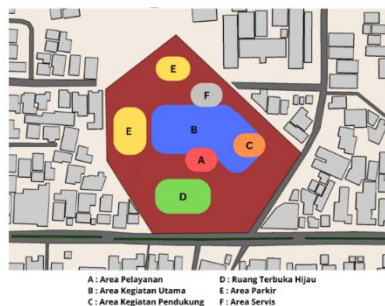 E
F
E
B
C
A
D
A : Area Pelayanan
B : Area Kegiatan Utama
C : Area Kegiatan Pendukung
D : Ruang Terbuka Hijau
E : Area Parkir
F : Area Servis